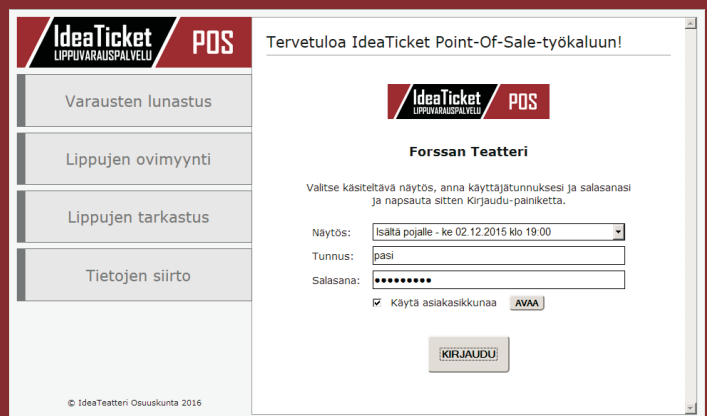 IdeaTicket POS
LIPPUVARAUSPALVELU
Varausten lunastus
Lippujen ovimyynti
Lippujen tarkastus
Tietojen siirto
© IdeaTeatteri Osuuskunta 2016
Tervetuloa IdeaTicket Point-Of-Sale-työkaluun!
IdeaTicket POS
LIPPUVARAUSPALVELU
Forssan Teatteri
Valitse käsiteltävä näytös, anna käyttäjätunnuksesi ja salasanasi
ja napsauta sitten Kirjaudu-painiketta.
Näytös: Isältä pojalle - ke 02.12.2015 klo 19:00
Tunnus: pasi
Salasana: ●●●●●●●●●
Käytä asiakasikkunaa AVAA
KIRJAUDU